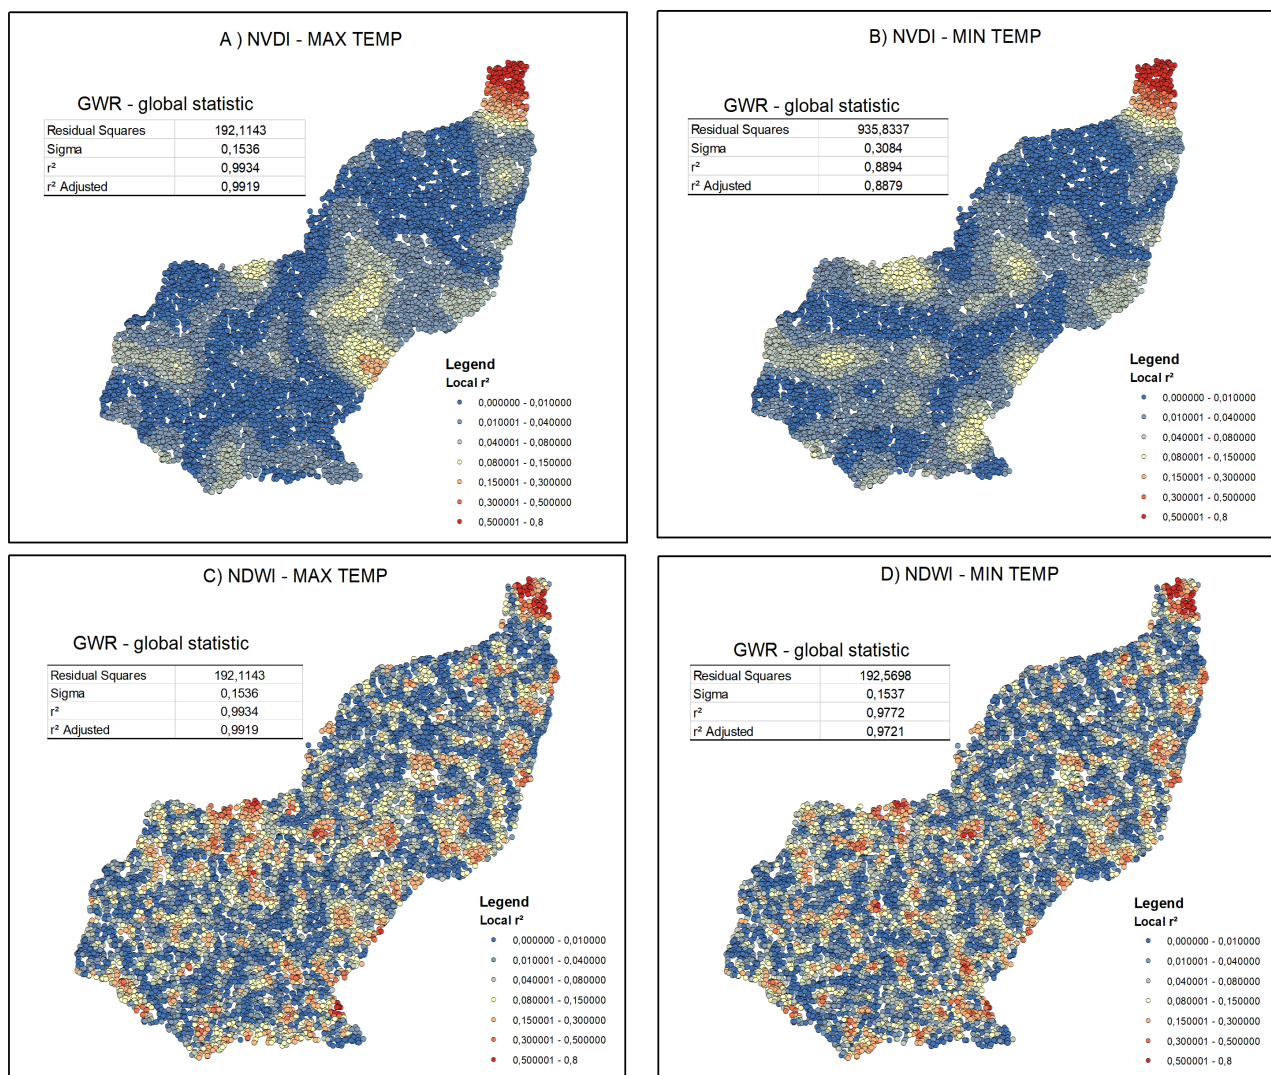 A ) NVDI - MAX TEMP
GWR - global statistic
Residual Squares 192,1143
Sigma 0,1536
r² 0,9934
r² Adjusted 0,9919
Legend
Local r²
0,000000 - 0,010000
0,010001 - 0,040000
0,040001 - 0,080000
0,080001 - 0,150000
0,150001 - 0,300000
0,300001 - 0,500000
0,500001 - 0,8
B) NVDI - MIN TEMP
GWR - global statistic
Residual Squares 935,8337
Sigma 0,3084
r² 0,8894
r² Adjusted 0,8879
Legend
Local r²
0,000000 - 0,010000
0,010001 - 0,040000
0,040001 - 0,080000
0,080001 - 0,150000
0,150001 - 0,300000
0,300001 - 0,500000
0,500001 - 0,8
C) NDWI - MAX TEMP
GWR - global statistic
Residual Squares 192,1143
Sigma 0,1536
r² 0,9934
r² Adjusted 0,9919
Legend
Local r²
0,000000 - 0,010000
0,010001 - 0,040000
0,040001 - 0,080000
0,080001 - 0,150000
0,150001 - 0,300000
0,300001 - 0,500000
0,500001 - 0,8
D) NDWI - MIN TEMP
GWR - global statistic
Residual Squares 192,5698
Sigma 0,1537
r² 0,9772
r² Adjusted 0,9721
Legend
Local r²
0,000000 - 0,010000
0,010001 - 0,040000
0,040001 - 0,080000
0,080001 - 0,150000
0,150001 - 0,300000
0,300001 - 0,500000
0,500001 - 0,8